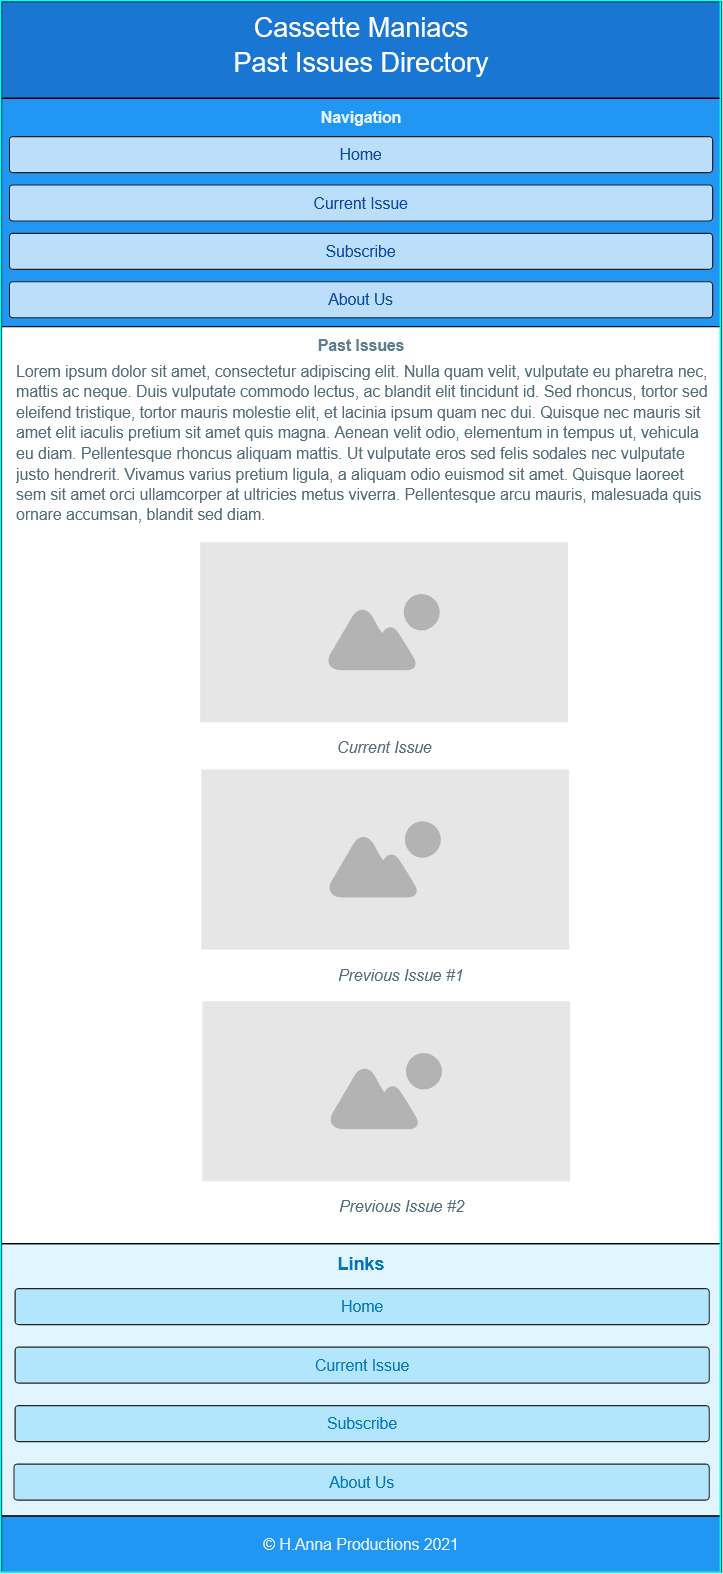 Cassette Maniacs
Past Issues Directory
Navigation
Home
Current Issue
Subscribe
About Us
Past Issues
Lorem ipsum dolor sit amet, consectetur adipiscing elit. Nulla quam velit, vulputate eu pharetra nec,
mattis ac neque. Duis vulputate commodo lectus, ac blandit elit tincidunt id. Sed rhoncus, tortor sed
eleifend tristique, tortor mauris molestie elit, et lacinia ipsum quam nec dui. Quisque nec mauris sit
amet elit iaculis pretium sit amet quis magna. Aenean velit odio, elementum in tempus ut, vehicula
eu diam. Pellentesque rhoncus aliquam mattis. Ut vulputate eros sed felis sodales nec vulputate
justo hendrerit. Vivamus varius pretium ligula, a aliquam odio euismod sit amet. Quisque laoreet
sem sit amet orci ullamcorper at ultricies metus viverra. Pellentesque arcu mauris, malesuada quis
ornare accumsan, blandit sed diam.
Current Issue
Previous Issue #1
Previous Issue #2
Links
Home
Current Issue
Subscribe
About Us
© H.Anna Productions 2021